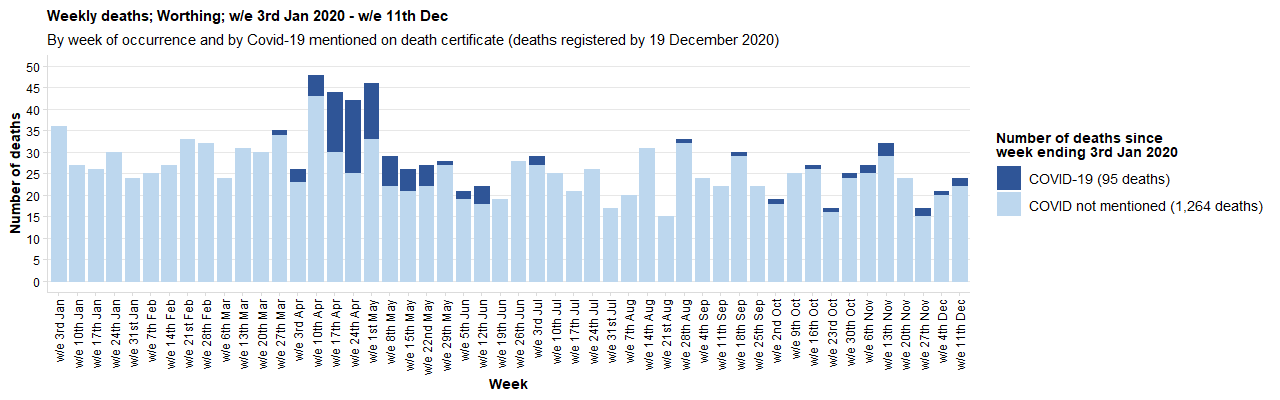 Weekly deaths; Worthing; w/e 3rd Jan 2020 - w/e 11th Dec
By week of occurrence and by Covid-19 mentioned on death certificate (deaths registered by 19 December 2020)
Number of deaths
50
45
40
35
30
25
20
15
10
5
0
w/e 3rd Jan
w/e 10th Jan
w/e 17th Jan
w/e 24th Jan
w/e 31st Jan
w/e 7th Feb
w/e 14th Feb
w/e 21st Feb
w/e 28th Feb
w/e 6th Mar
w/e 13th Mar
w/e 20th Mar
w/e 27th Mar
w/e 3rd Apr
w/e 10th Apr
w/e 17th Apr
w/e 24th Apr
w/e 1st May
w/e 8th May
w/e 15th May
w/e 22nd May
w/e 29th May
w/e 5th Jun
w/e 12th Jun
w/e 19th Jun
w/e 26th Jun
w/e 3rd Jul
w/e 10th Jul
w/e 17th Jul
w/e 24th Jul
w/e 31st Jul
w/e 7th Aug
w/e 14th Aug
w/e 21st Aug
w/e 28th Aug
w/e 4th Sep
w/e 11th Sep
w/e 18th Sep
w/e 25th Sep
w/e 2nd Oct
w/e 9th Oct
w/e 16th Oct
w/e 23rd Oct
w/e 30th Oct
w/e 6th Nov
w/e 13th Nov
w/e 20th Nov
w/e 27th Nov
w/e 4th Dec
w/e 11th Dec
Week
Number of deaths since
week ending 3rd Jan 2020
COVID-19 (95 deaths)
COVID not mentioned (1,264 deaths)